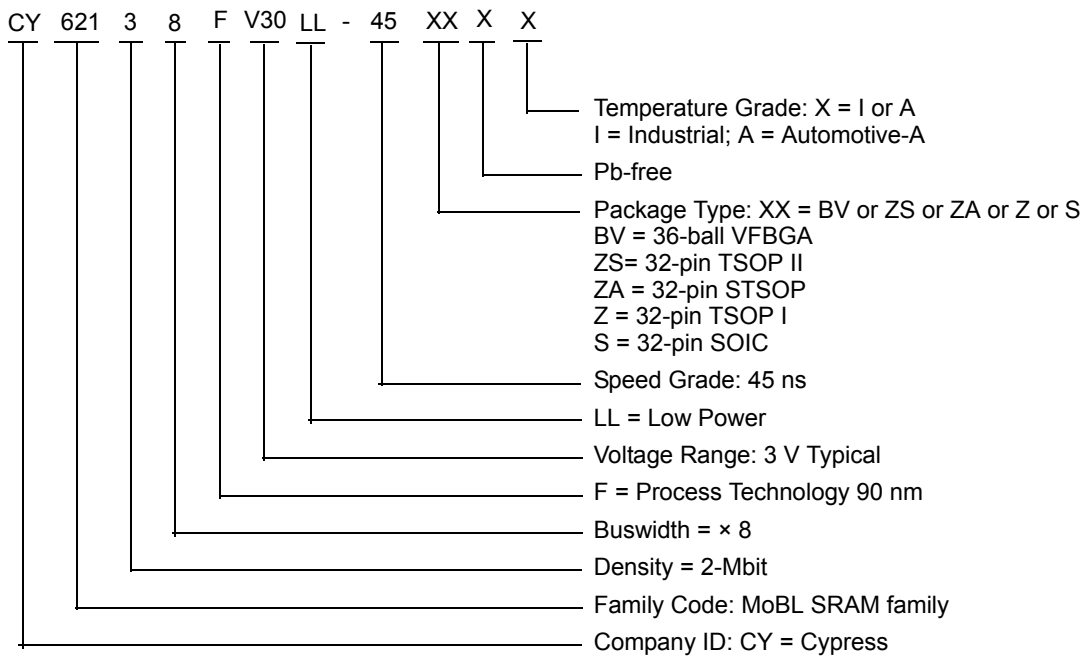 CY 621 3 8 F V30 LL - 45 XX X X
Temperature Grade: X = I or A
I = Industrial; A = Automotive-A
Pb-free
Package Type: XX = BV or ZS or ZA or Z or S
BV = 36-ball VFBGA
ZS= 32-pin TSOP II
ZA = 32-pin STSOP
Z = 32-pin TSOP I
S = 32-pin SOIC
Speed Grade: 45 ns
LL = Low Power
Voltage Range: 3 V Typical
F = Process Technology 90 nm
Buswidth = × 8
Density = 2-Mbit
Family Code: MoBL SRAM family
Company ID: CY = Cypress